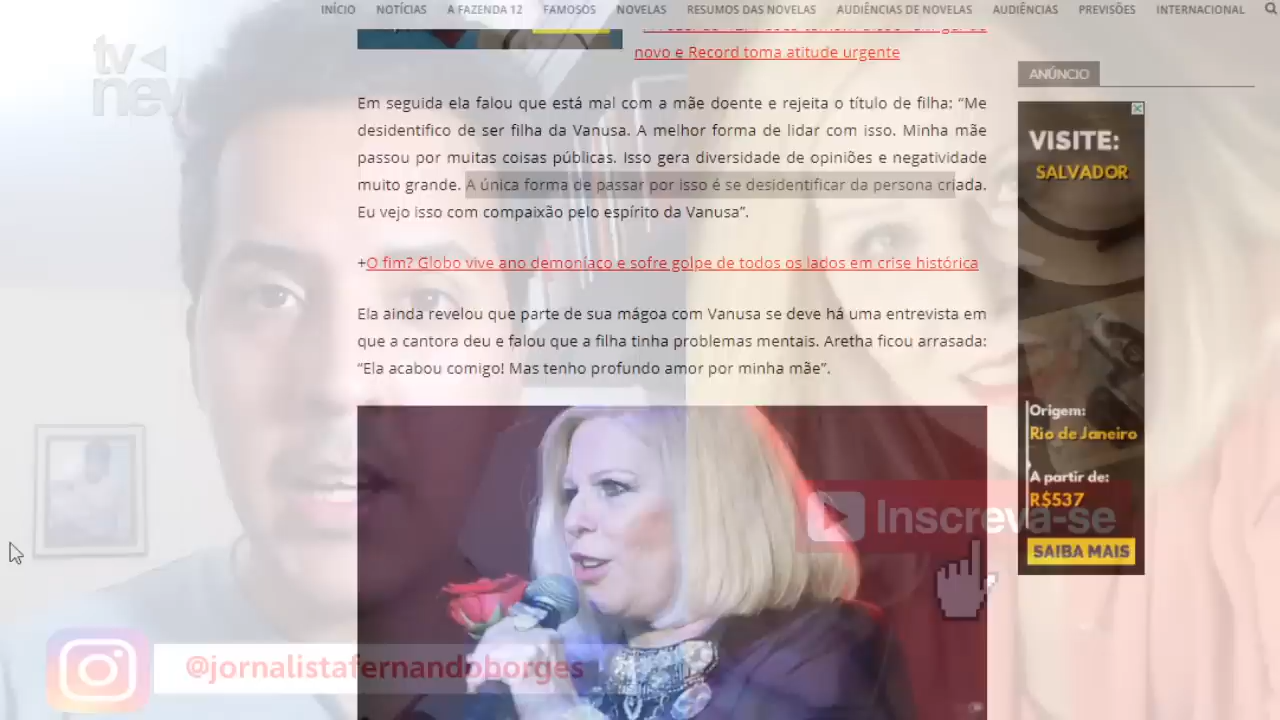 INÍCIO NOTÍCIAS A FAZENDA 12 FAMOSOS NOVELAS RESUMOS DAS NOVELAS AUDIÊNCIAS DE NOVELAS AUDIÊNCIAS PREVISÕES INTERNACIONAL
tv
new
novo e Record toma atitude urgente
Em seguida ela falou que está mal com a mãe doente e rejeita o título de filha: “Me
desidentifico de ser filha da Vanusa. A melhor forma de lidar com isso. Minha mãe
passou por muitas coisas públicas. Isso gera diversidade de opiniões e negatividade
muito grande. A única forma de passar por isso é se desidentificar da persona criada.
Eu vejo isso com compaixão pelo espírito da Vanusa”.
+O fim? Globo vive ano demoníaco e sofre golpe de todos os lados em crise histórica
Ela ainda revelou que parte de sua mágoa com Vanusa se deve há uma entrevista em
que a cantora deu e falou que a filha tinha problemas mentais. Aretha ficou arrasada:
“Ela acabou comigo! Mas tenho profundo amor por minha mãe”.
ANÚNCIO
VISITE:
SALVADOR
Origem:
Rio de Janeiro
A partir de:
R$537
SAIBA MAIS
Inscreva-se
@jornalistafernandoborges